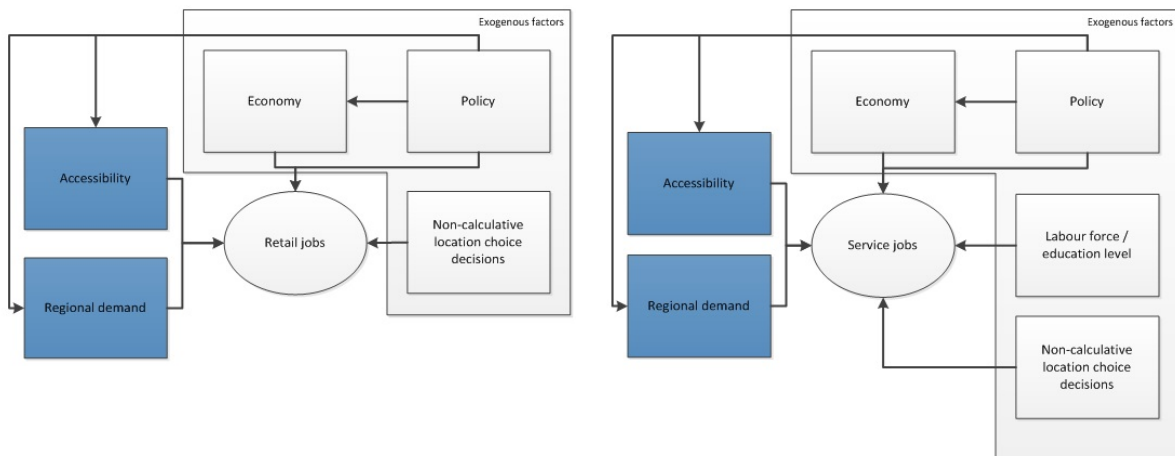 Exogenous factors
Economy
Policy
Accessibility
Retail jobs
Non-calculative
location choice
decisions
Regional demand
Exogenous factors
Economy
Policy
Accessibility
Service jobs
Labour force /
education level
Regional demand
Non-calculative
location choice
decisions